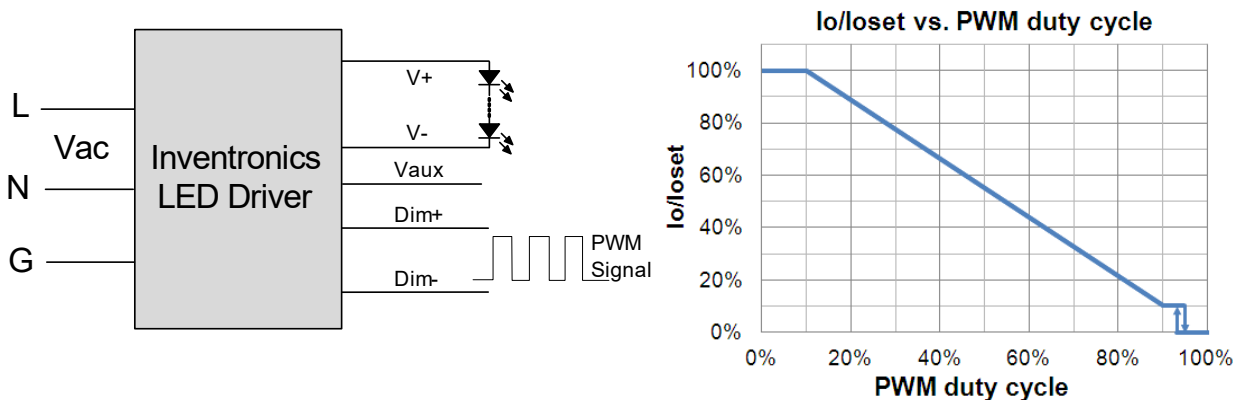 L
Vac
N
G
Inventronics
LED Driver
V+
V-
Vaux
Dim+
Dim-
PWM
Signal
Io/Ioset vs. PWM duty cycle
Io/Ioset
100%
80%
60%
40%
20%
0%
0% 20% 40% 60% 80% 100%
PWM duty cycle